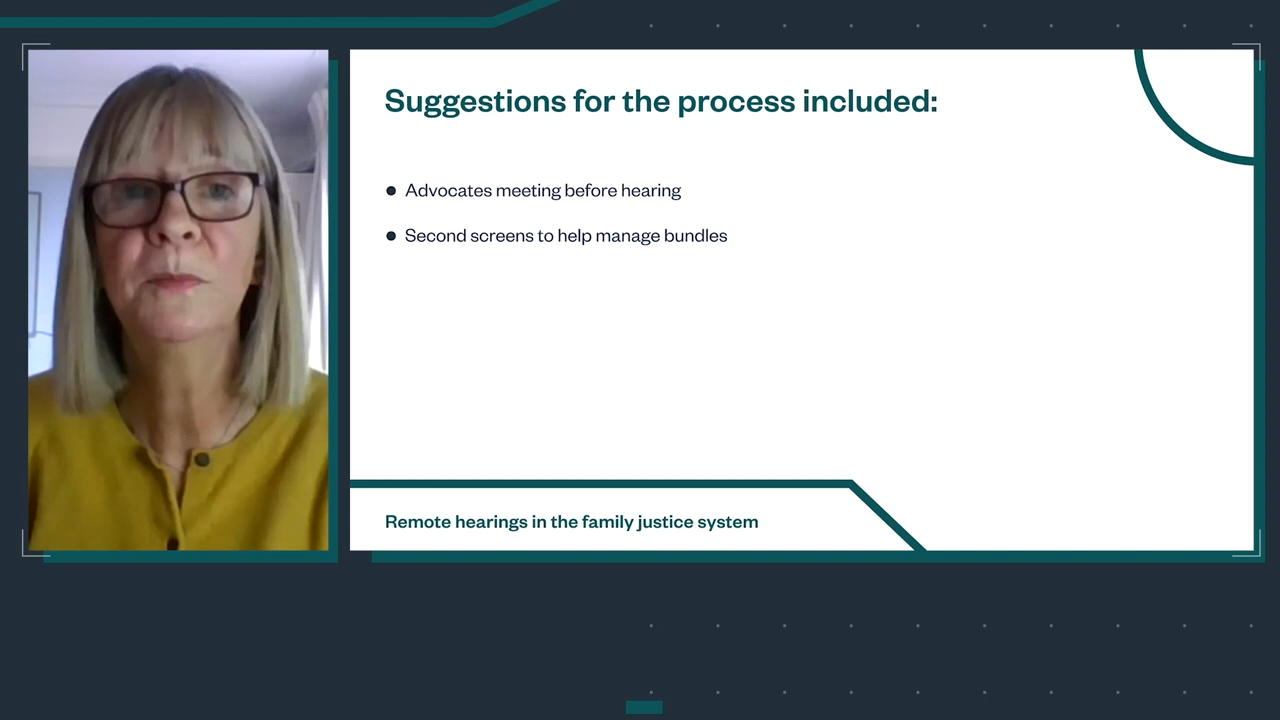 Suggestions for the process included:
● Advocates meeting before hearing
● Second screens to help manage bundles
Remote hearings in the family justice system